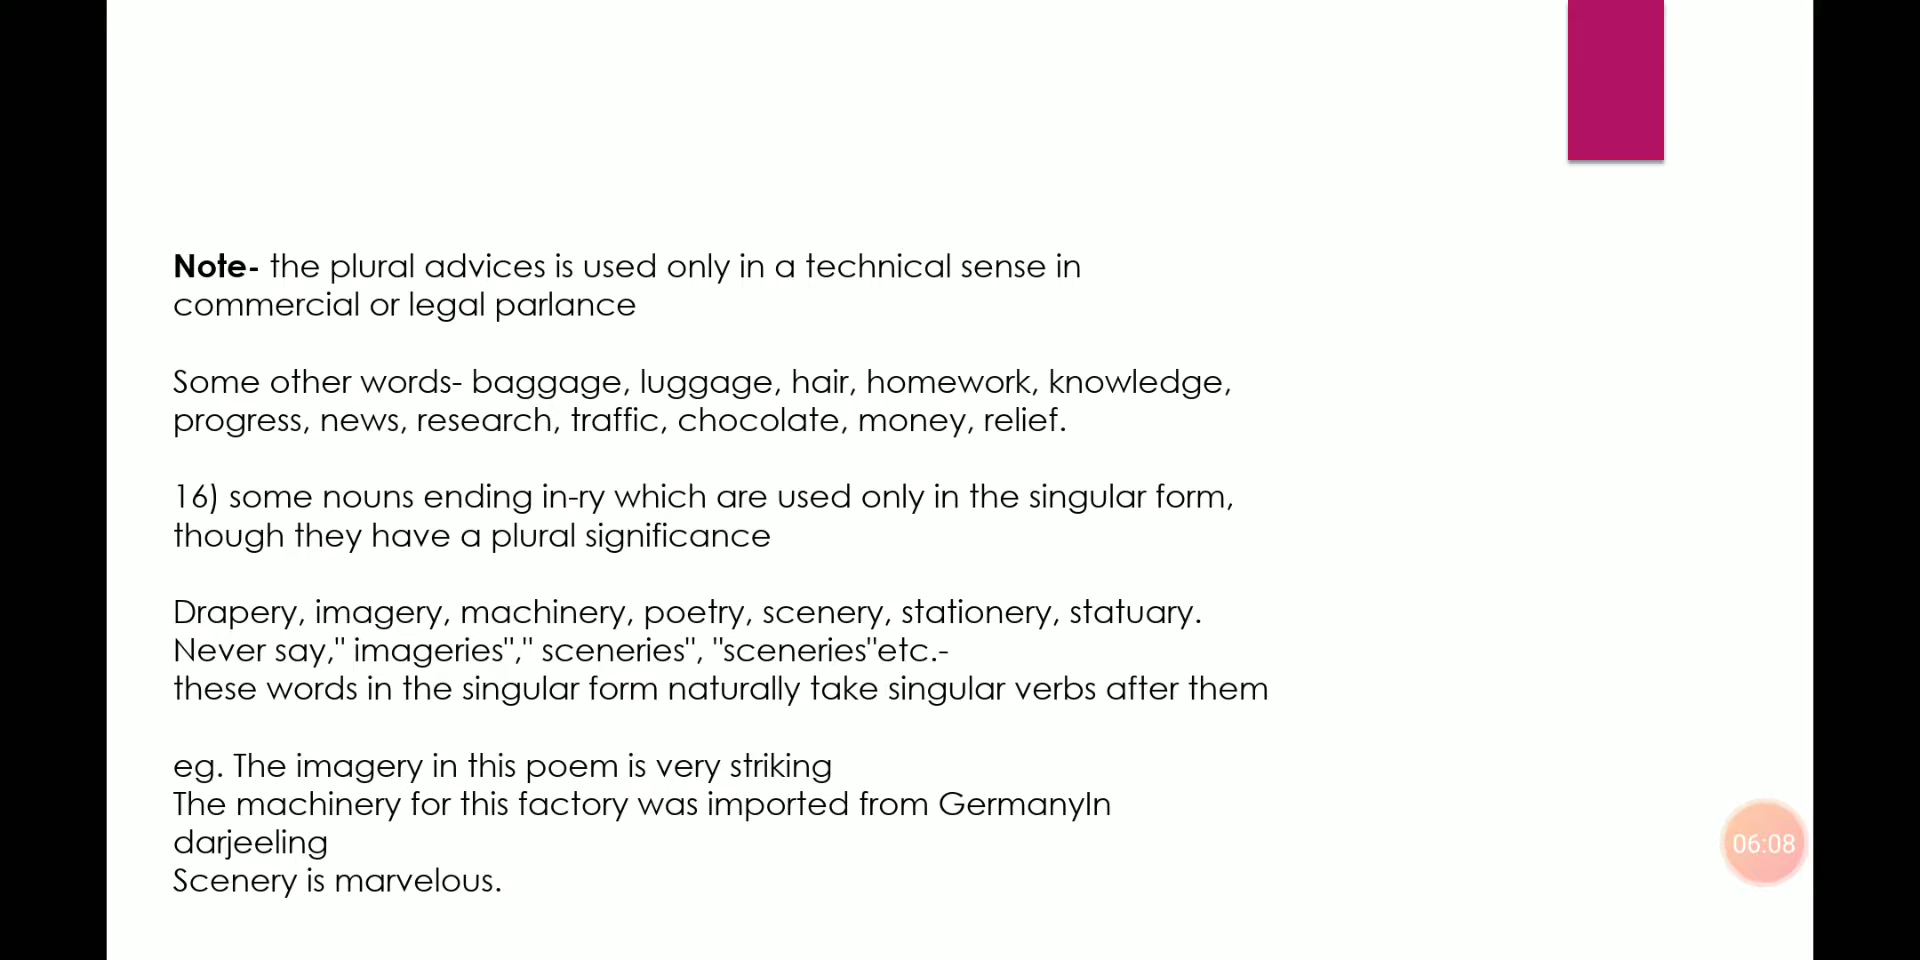 Note- the plural advices is used only in a technical sense in
commercial or legal parlance
Some other words- baggage, luggage, hair, homework, knowledge,
progress, news, research, traffic, chocolate, money, relief.
16) some nouns ending in-ry which are used only in the singular form,
though they have a plural significance
Drapery, imagery, machinery, poetry, scenery, stationery, statuary.
Never say," imageries"," sceneries", "sceneries"etc.-
these words in the singular form naturally take singular verbs after them
eg. The imagery in this poem is very striking
The machinery for this factory was imported from GermanyIn
darjeeling
Scenery is marvelous.
06:08